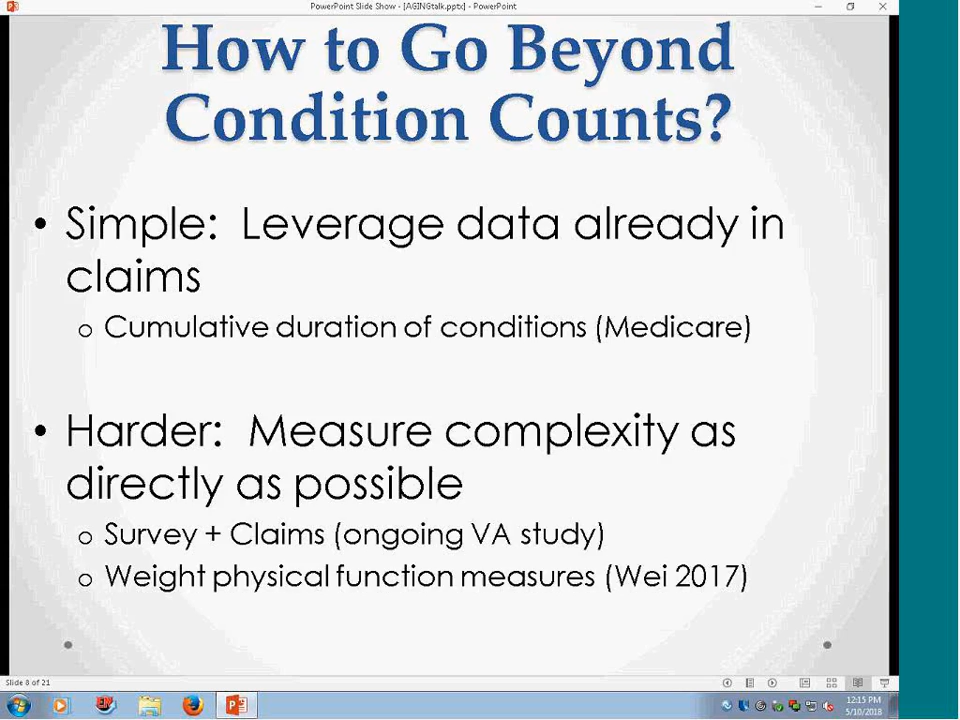 PowerPoint Slide Show - [AGINGtalk.pptx] - PowerPoint
How to Go Beyond
Condition Counts?
• Simple: Leverage data already in
claims
o Cumulative duration of conditions (Medicare)
• Harder: Measure complexity as
directly as possible
o Survey + Claims (ongoing VA study)
o Weight physical function measures (Wei 2017)
Slide 8 of 21
12:15 PM
5/10/2018